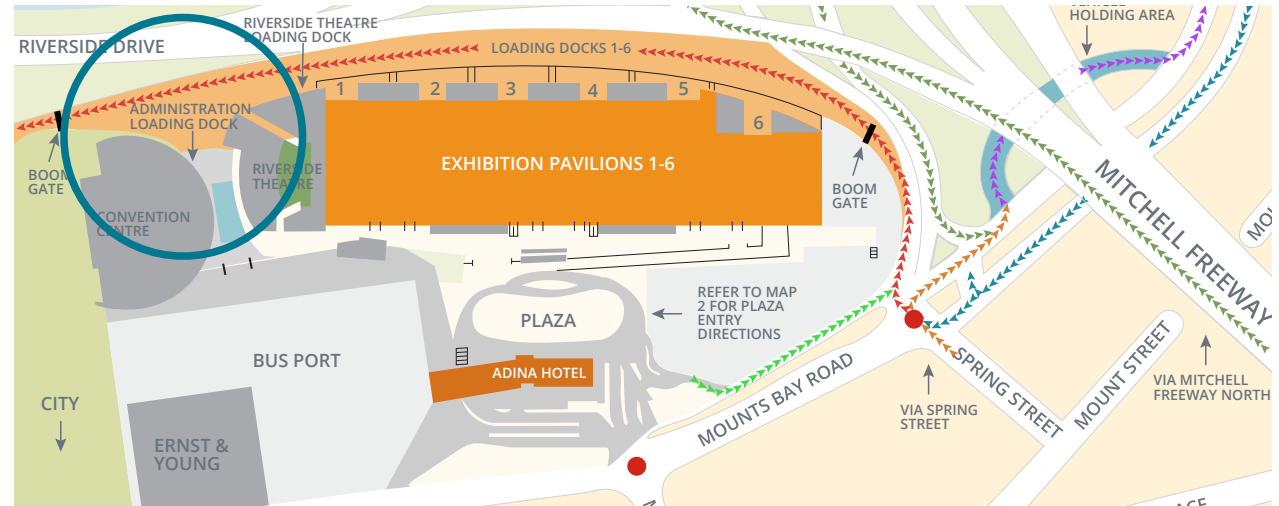 HOLDING AREA
RIVERSIDE THEATRE
LOADING DOCK
RIVERSIDE DRIVE
LOADING DOCKS 1-6
1
2
3
4
5
6
ADMINISTRATION
LOADING DOCK
EXHIBITION PAVILIONS 1-6
RIVERSIDE
THEATRE
BOOM
GATE
BOOM
GATE
CONVENTION
CENTRE
MITCHELL FREEWAY
REFER TO MAP
2 FOR PLAZA
ENTRY
DIRECTIONS
PLAZA
BUS PORT
ADINA HOTEL
MOUNTS BAY ROAD
SPRING STREET
MOUNT STREET
VIA MITCHELL
FREEWAY NORTH
VIA SPRING
STREET
CITY
ERNST &
YOUNG